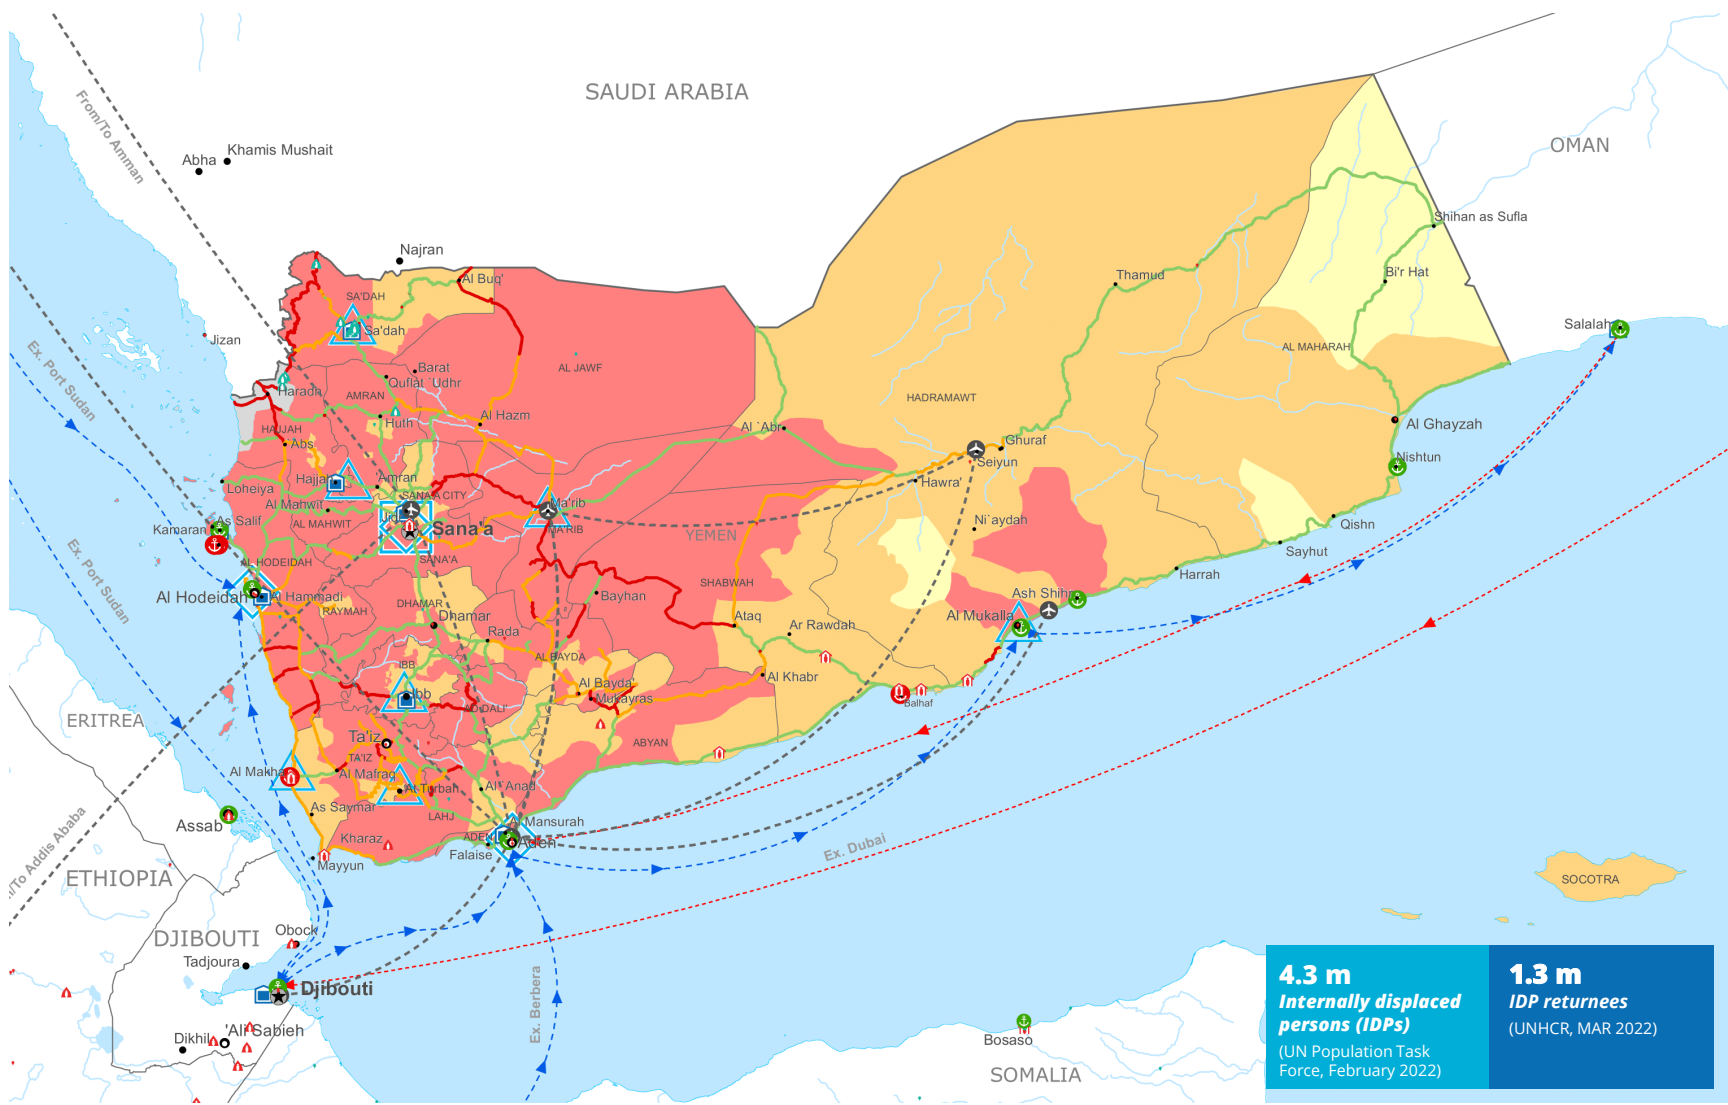 SAUDI ARABIA
From/To Amman
OMAN
Khamis Mushait
Abha
Shihan as Sufla
Najran
Bi'r Hat
Thamud
Al Buq'
SA'DAH
Sa'dah
Salalah
Jizan
Ex. Port Sudan
AL MAHARAH
Barat
AL JAWF
Quflat `Udhr
Haradh
AMRAN
HADRAMAWT
Al Hazm
Huth
Al `Abr
Al Ghayzah
HAJJAH
Abs
Ghuraf
Seiyun
Nishtun
Hajjah
Amran
Hawra'
Loheiya
SANA'A CITY
Ma'rib
Al Mahwit
As Salif
AL MAHWIT
Kamaran
Sana'a
MA'RIB
Ni`aydah
Qishn
YEMEN
Sayhut
Ex. Port Sudan
AL HODEIDAH
SANA'A
Harrah
SHABWAH
Al Hodeidah
Al Hammadi
Bayhan
Ash Shihr
RAYMAH
DHAMAR
Dhamar
Ataq
Al Mukalla
Rada
Ar Rawdah
IBB
AL BAYDA
Al Khabr
Ibb
Al Bayda'
Mukayras
Balhaf
AD DALI'
ERITREA
Ta'iz
ABYAN
TA'IZ
Al Makha
Al Mafraq
At Turbah
Al `Anad
As Saymar
LAHJ
Al Mansurah
Assab
Kharaz
ADEN
Aden
Falaise
Ex. Dubai
Mayyun
m/To Addis Ababa
ETHIOPIA
SOCOTRA
Obock
DJIBOUTI
Tadjoura
Djibouti
Ex. Berbera
'Ali Sabieh
Dikhil
Bosaso
SOMALIA
4.3 m
Internally displaced
persons (IDPs)
(UN Population Task
Force, February 2022)
1.3 m
IDP returnees
(UNHCR, MAR 2022)